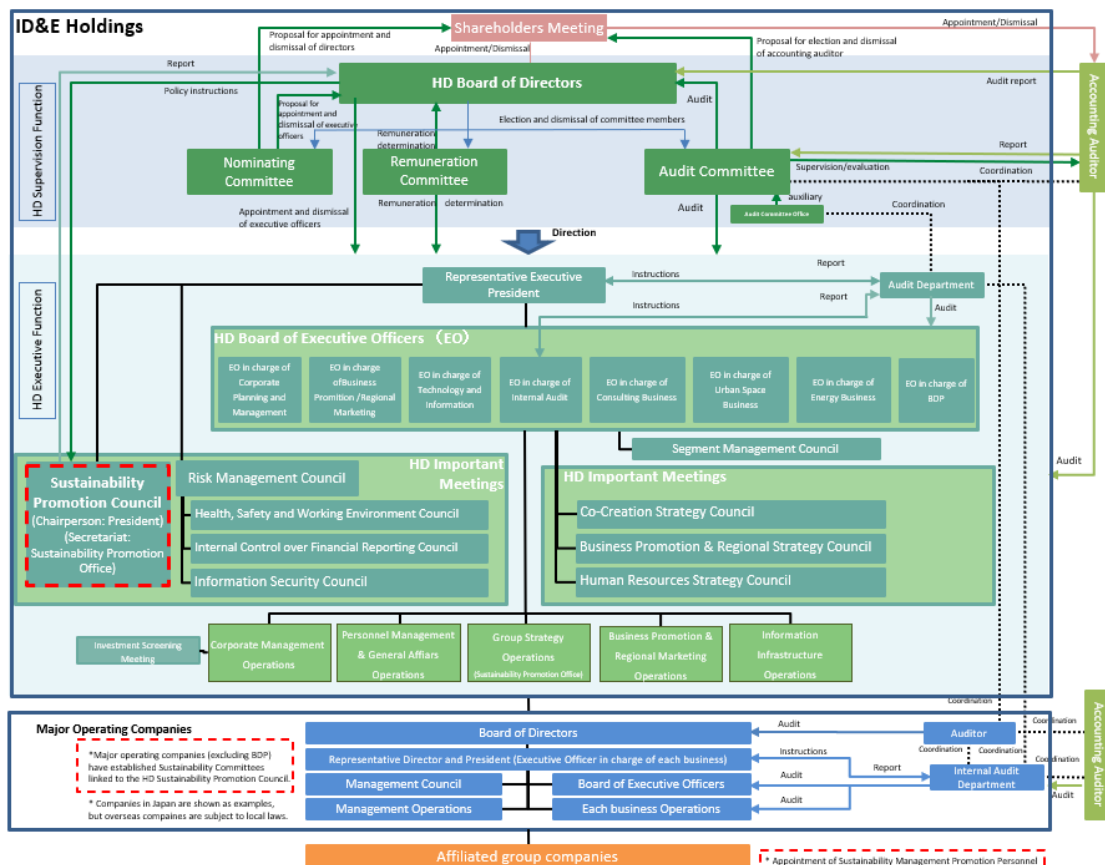 ID&E Holdings
Shareholders Meeting
Appointment/Dismissal
Proposal for appointment and
dismissal of directors
Appointment/Dismissal
Proposal for election and dismissal
of accounting auditor
Report
HD Board of Directors
Audit report
Accounting Auditor
Policy instructions
Audit
HD Supervision Function
Proposal for
appointment and
dismissal of executive
officers
Election and dismissal of committee members
Remuneration
determination
Report
Nominating
Committee
Remuneration
Committee
Audit Committee
Supervision/evaluation
Coordination
auxiliary
Appointment and dismissal
of executive officers
Remuneration determination
Audit
Audit Committee Office
Coordination
Direction
HD Executive Function
Representative Executive
President
Report
Instructions
Audit Department
Report
Instructions
Audit
HD Board of Executive Officers （EO）
EO in charge of
Corporate
Planning and
Management
EO in charge
ofBusiness
Promition /Regional
Marketing
EO in charge of
Technology and
Information
EO in charge of
Internal Audit
EO in charge of
Consulting Business
EO in charge of
Urban Space
Business
EO in charge of
Energy Business
EO in charge of
BDP
Segment Management Council
HD Important
Meetings
Audit
Sustainability
Promotion Council
(Chairperson: President)
(Secretariat:
Sustainability Promotion
Office)
Risk Management Council
Health, Safety and Working Environment Council
Internal Control over Financial Reporting Council
Information Security Council
HD Important Meetings
Co-Creation Strategy Council
Business Promotion & Regional Strategy Council
Human Resources Strategy Council
Investment Screening
Meeting
Corporate Management
Operations
Personnel Management
& General Affiars
Operations
Group Strategy
Operations
(Sustainability Promotion Office)
Business Promotion &
Regional Marketing
Operations
Information
Infrastructure
Operations
Coordination
Coordination
Accounting Auditor
Major Operating Companies
*Major operating companies (excluding BDP)
have established Sustainability Committees
linked to the HD Sustainability Promotion Council.
* Companies in Japan are shown as examples,
but overseas compaines are subject to local laws.
Board of Directors
Audit
Auditor
Coordination
Coordination
Coordination
Representative Director and President (Executive Officer in charge of each business)
Instructions
Report
Internal Audit
Department
Coordination
Management Council
Board of Executive Officers
Audit
Audit
Management Operations
Each business Operations
Audit
Affiliated group companies
* Appointment of Sustainability Management Promotion Personnel